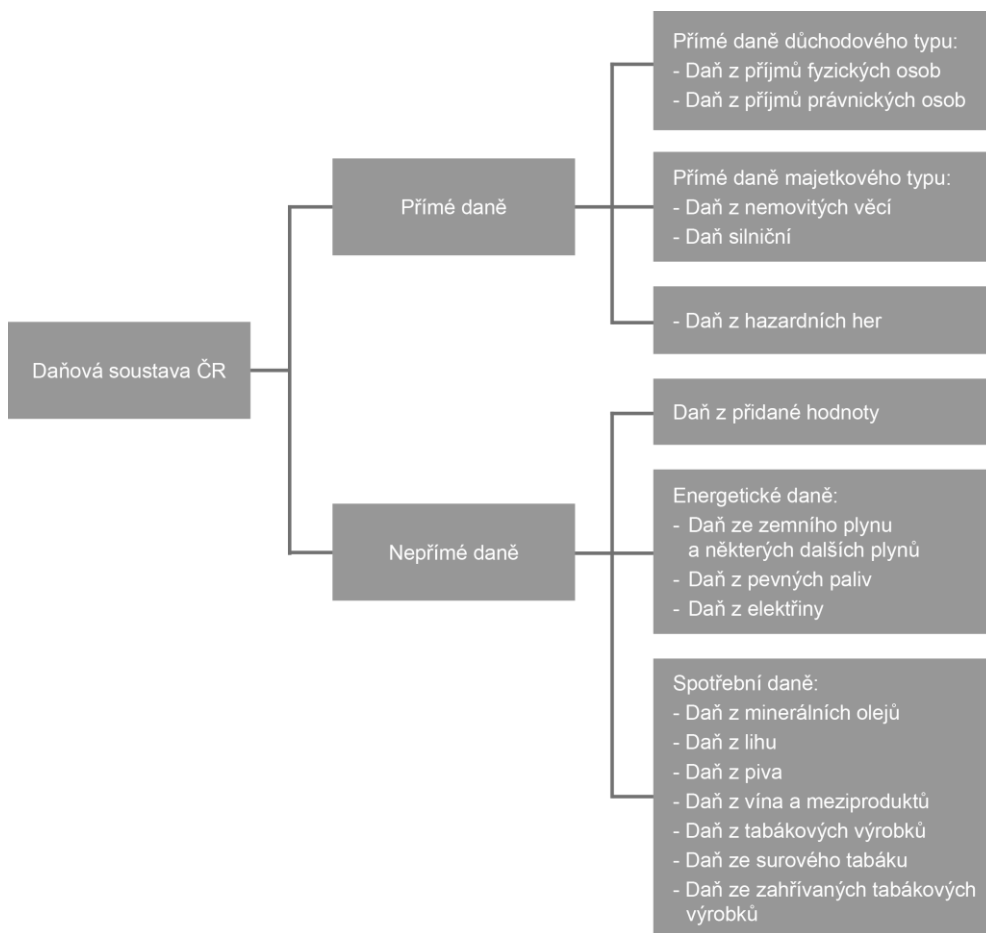 Daňová soustava ČR
Přímé daně
Přímé daně důchodového typu:
- Daň z příjmů fyzických osob
- Daň z příjmů právnických osob
Přímé daně majetkového typu:
- Daň z nemovitých věcí
- Daň silniční
- Daň z hazardních her
Nepřímé daně
Daň z přidané hodnoty
Energetické daně:
- Daň ze zemního plynu
a některých dalších plynů
- Daň z pevných paliv
- Daň z elektřiny
Spotřební daně:
- Daň z minerálních olejů
- Daň z lihu
- Daň z piva
- Daň z vína a meziproduktů
- Daň z tabákových výrobků
- Daň ze surového tabáku
- Daň ze zahřívaných tabákových
výrobků